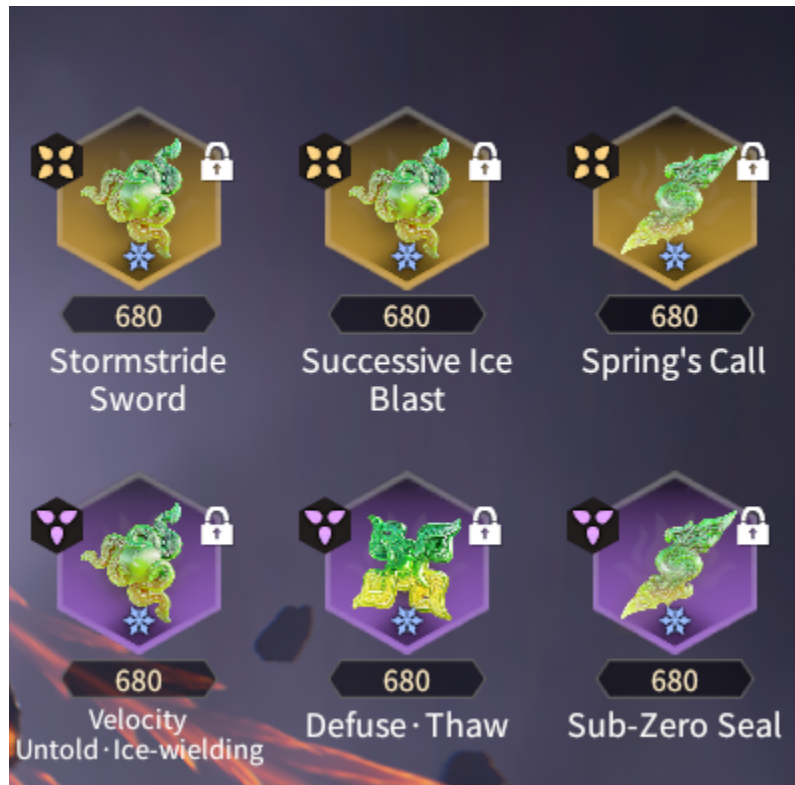 680 680 680
Stormstride Successive Ice Spring's Call
Sword Blast
680 680 680
Velocity Defuse·Thaw Sub-Zero Seal
Untold·Ice-wielding